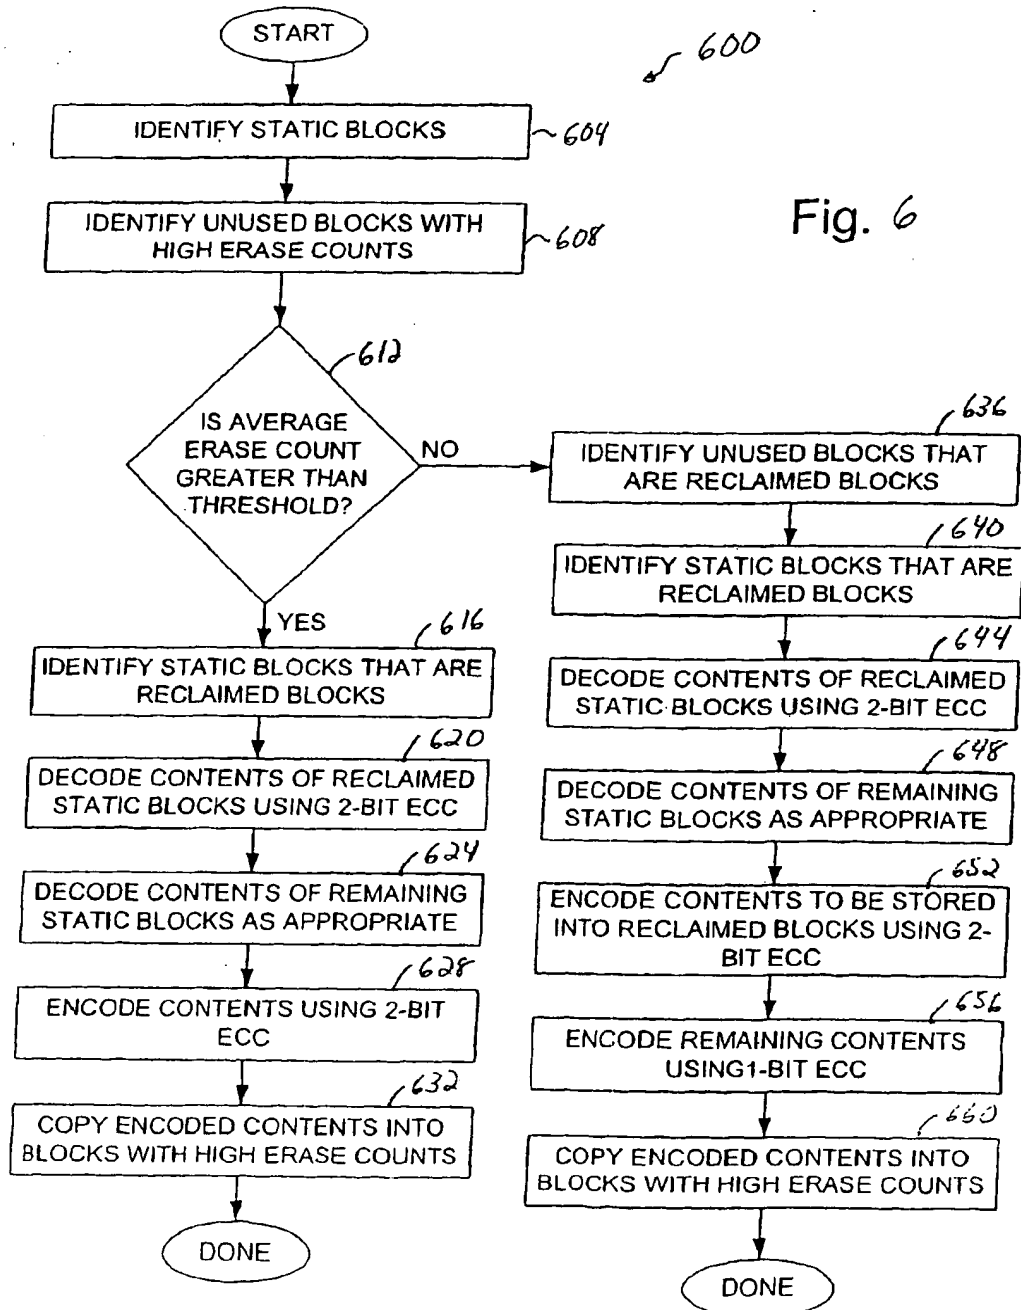 START
600
IDENTIFY STATIC BLOCKS
604
Fig. 6
IDENTIFY UNUSED BLOCKS WITH
HIGH ERASE COUNTS
608
612
IS AVERAGE
ERASE COUNT
GREATER THAN
THRESHOLD?
NO
YES
616
IDENTIFY STATIC BLOCKS THAT ARE
RECLAIMED BLOCKS
620
DECODE CONTENTS OF RECLAIMED
STATIC BLOCKS USING 2-BIT ECC
624
DECODE CONTENTS OF REMAINING
STATIC BLOCKS AS APPROPRIATE
628
ENCODE CONTENTS USING 2-BIT
ECC
632
COPY ENCODED CONTENTS INTO
BLOCKS WITH HIGH ERASE COUNTS
DONE
636
IDENTIFY UNUSED BLOCKS THAT
ARE RECLAIMED BLOCKS
640
IDENTIFY STATIC BLOCKS THAT ARE
RECLAIMED BLOCKS
644
DECODE CONTENTS OF RECLAIMED
STATIC BLOCKS USING 2-BIT ECC
648
DECODE CONTENTS OF REMAINING
STATIC BLOCKS AS APPROPRIATE
652
ENCODE CONTENTS TO BE STORED
INTO RECLAIMED BLOCKS USING 2-
BIT ECC
656
ENCODE REMAINING CONTENTS
USING1-BIT ECC
660
COPY ENCODED CONTENTS INTO
BLOCKS WITH HIGH ERASE COUNTS
DONE